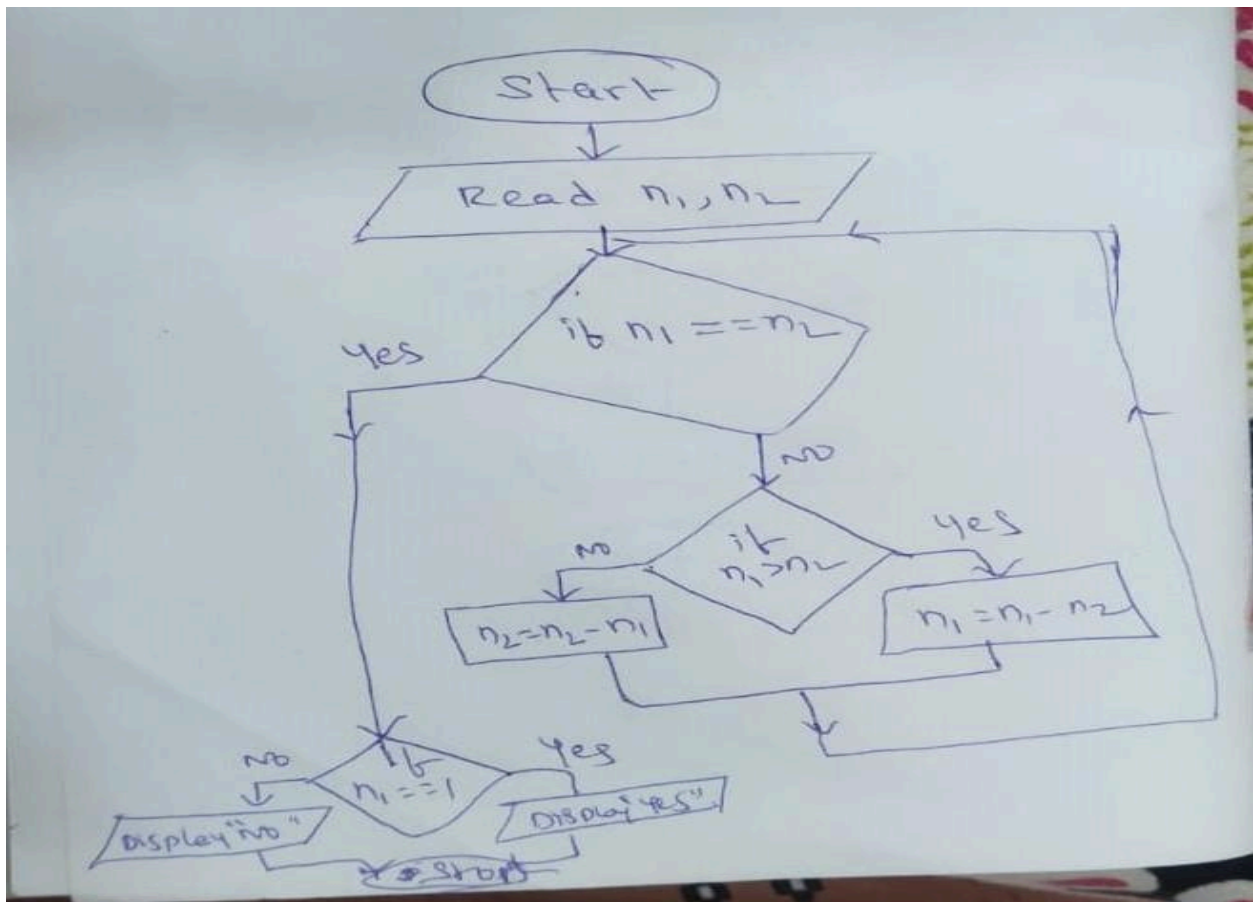 Start
Read n1, n2
if n1 == n2
Yes
NO
if
n1 > n2
NO
Yes
n2 = n2 - n1
n1 = n1 - n2
if
n1 == 1
NO
Yes
Display "NO"
Display "Yes"
Stop